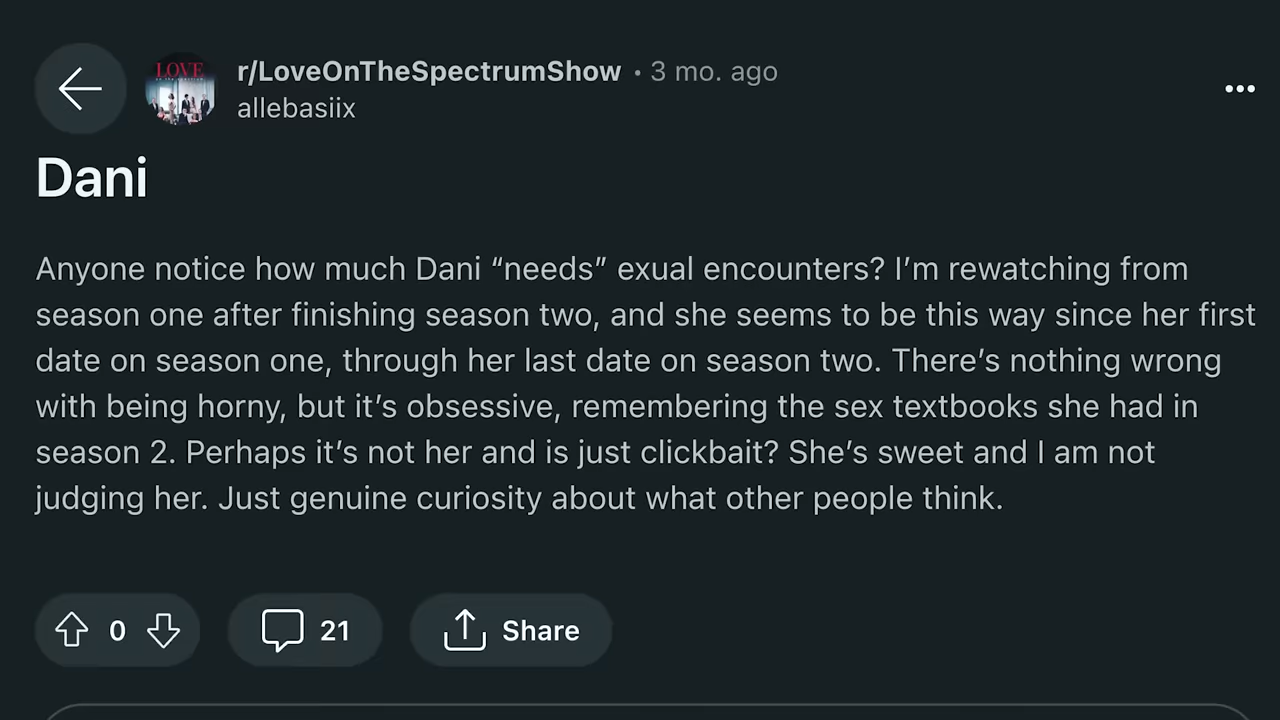 LOVE
r/LoveOnTheSpectrumShow • 3 mo. ago
allebasiix
Dani
Anyone notice how much Dani “needs” exual encounters? I’m rewatching from
season one after finishing season two, and she seems to be this way since her first
date on season one, through her last date on season two. There’s nothing wrong
with being horny, but it’s obsessive, remembering the sex textbooks she had in
season 2. Perhaps it’s not her and is just clickbait? She’s sweet and I am not
judging her. Just genuine curiosity about what other people think.
0 21 Share